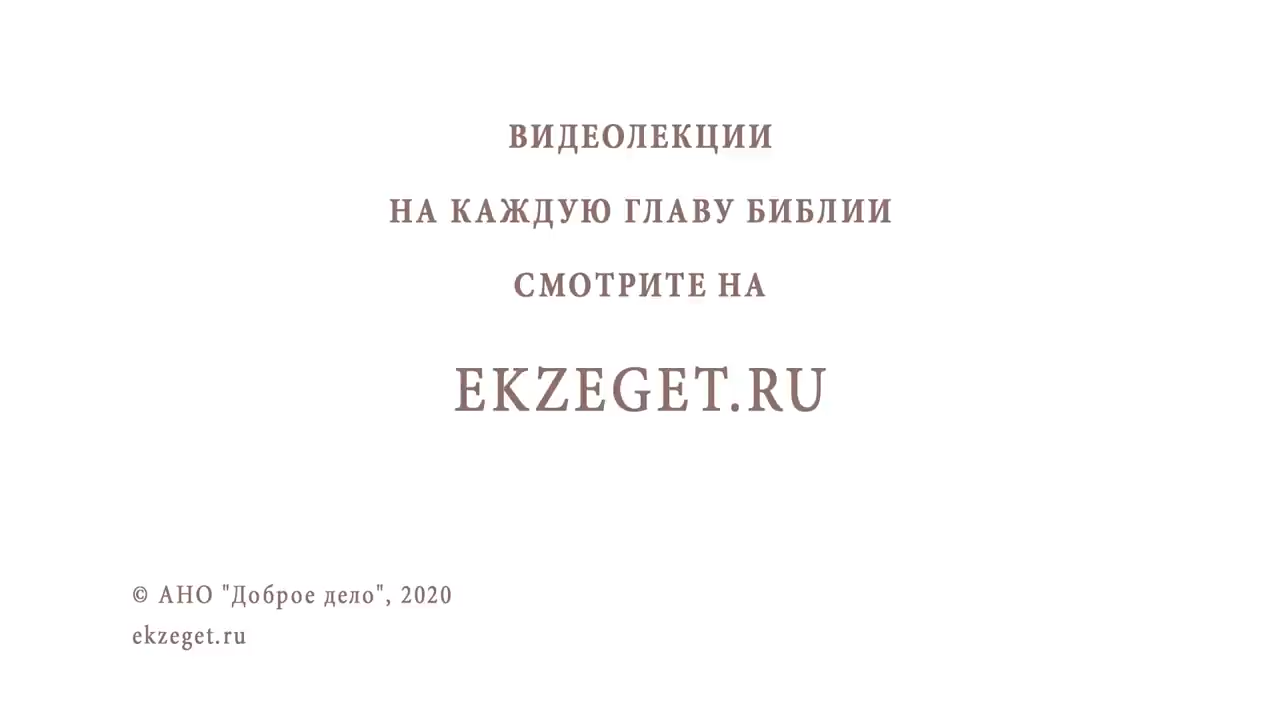 ВИДЕОЛЕКЦИИ
НА КАЖДУЮ ГЛАВУ БИБЛИИ
СМОТРИТЕ НА
EKZEGET.RU
© АНО "Доброе дело", 2020
ekzeget.ru